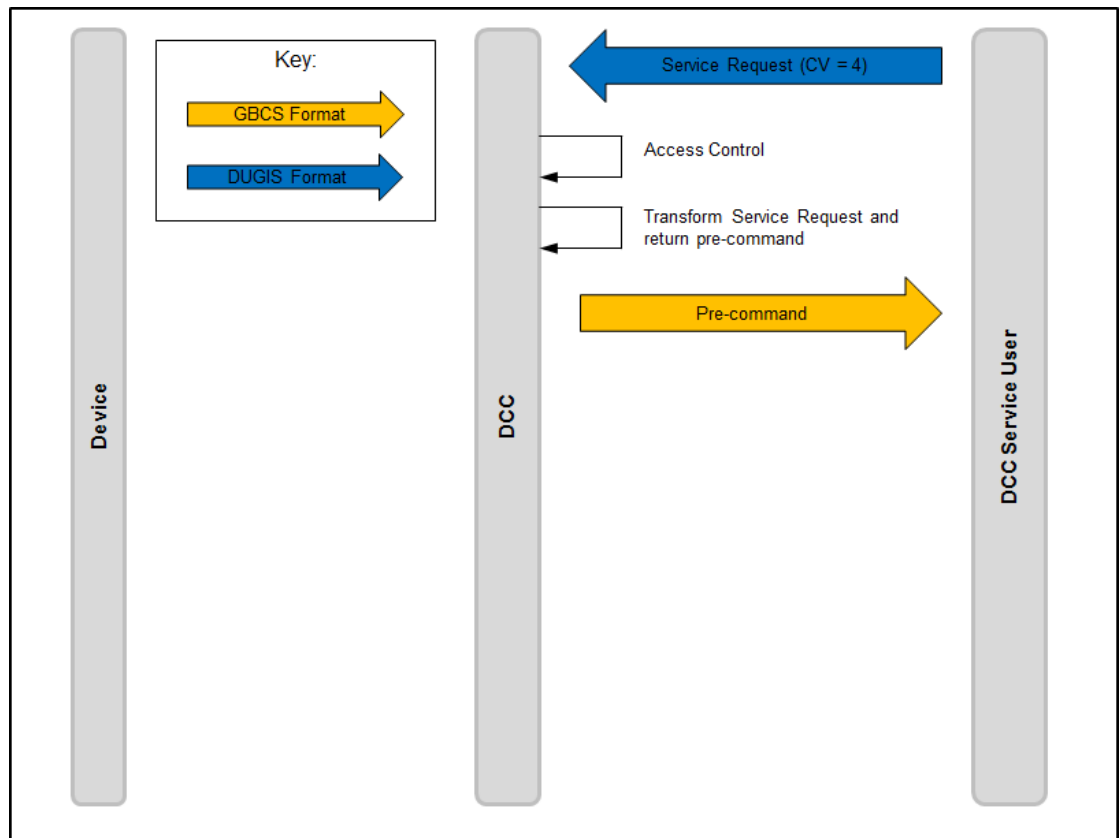 Key:
GBCS Format
DUGIS Format
Service Request (CV = 4)
Access Control
Transform Service Request and
return pre-command
Pre-command
Device
DCC
DCC Service User